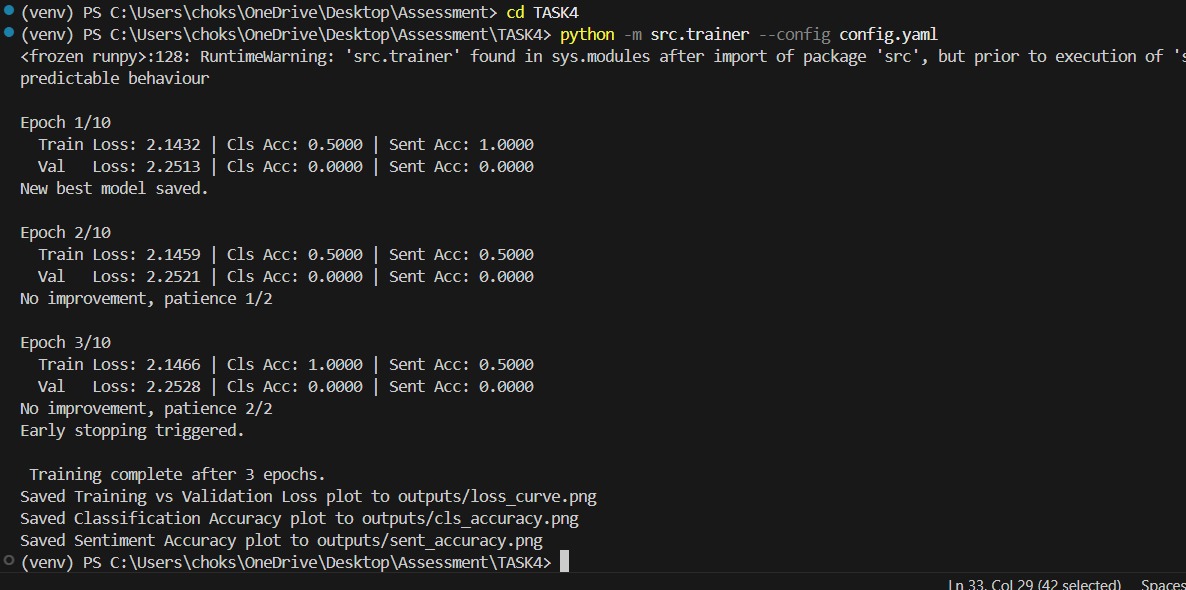 (venv) PS C:\Users\choks\OneDrive\Desktop\Assessment> cd TASK4
(venv) PS C:\Users\choks\OneDrive\Desktop\Assessment\TASK4> python -m src.trainer --config config.yaml
<frozen runpy>:128: RuntimeWarning: 'src.trainer' found in sys.modules after import of package 'src', but prior to execution of 's
predictable behaviour
Epoch 1/10
Train Loss: 2.1432 | Cls Acc: 0.5000 | Sent Acc: 1.0000
Val   Loss: 2.2513 | Cls Acc: 0.0000 | Sent Acc: 0.0000
New best model saved.
Epoch 2/10
Train Loss: 2.1459 | Cls Acc: 0.5000 | Sent Acc: 0.5000
Val   Loss: 2.2521 | Cls Acc: 0.0000 | Sent Acc: 0.0000
No improvement, patience 1/2
Epoch 3/10
Train Loss: 2.1466 | Cls Acc: 1.0000 | Sent Acc: 0.5000
Val   Loss: 2.2528 | Cls Acc: 0.0000 | Sent Acc: 0.0000
No improvement, patience 2/2
Early stopping triggered.
Training complete after 3 epochs.
Saved Training vs Validation Loss plot to outputs/loss_curve.png
Saved Classification Accuracy plot to outputs/cls_accuracy.png
Saved Sentiment Accuracy plot to outputs/sent_accuracy.png
(venv) PS C:\Users\choks\OneDrive\Desktop\Assessment\TASK4>
Ln 33, Col 29 (42 selected) Spaces